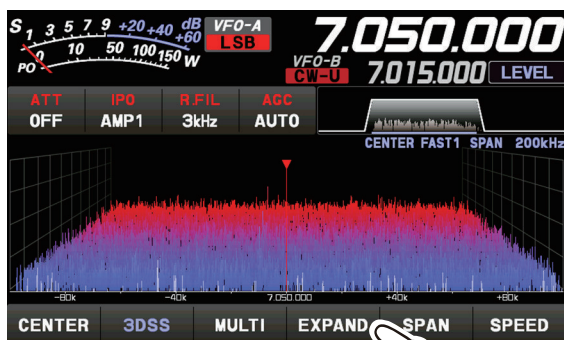 S 1 3 5 7 9 +20 +40 +60 dB
PO 0 10 50 100 150 W
VFO-A
LSB
7.050.000
VFO-B
CW-U
7.015.000
LEVEL
ATT IPO R.FIL AGC
OFF AMP1 3kHz AUTO
CENTER FAST1 SPAN 200kHz
-80k -40k 7.050.000 +40k +80k
CENTER 3DSS MULTI EXPAND SPAN SPEED